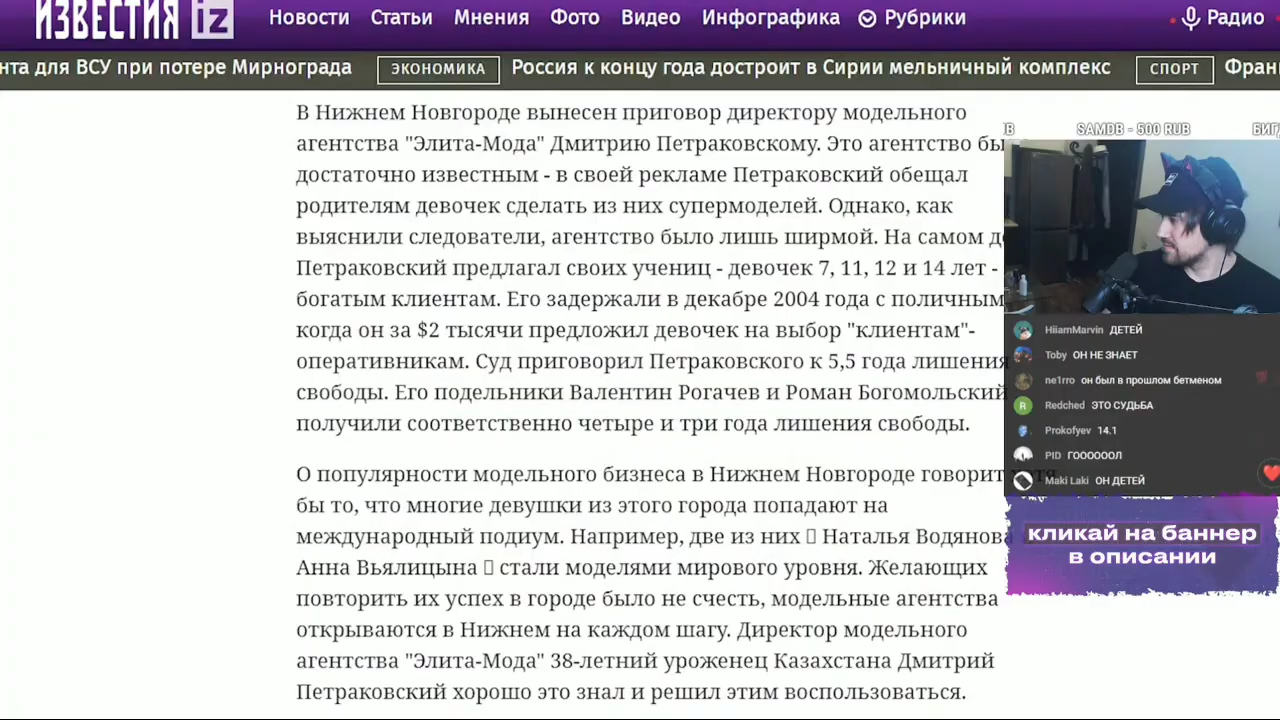 ИЗВЕСТИЯ iz Новости Статьи Мнения Фото Видео Инфографика Рубрики Радио
нта для ВСУ при потере Мирнограда ЭКОНОМИКА Россия к концу года достроит в Сирии мельничный комплекс СПОРТ Фран
В Нижнем Новгороде вынесен приговор директору модельного
агентства "Элита-Мода" Дмитрию Петраковскому. Это агентство бы
достаточно известным - в своей рекламе Петраковский обещал
родителям девочек сделать из них супермоделей. Однако, как
выяснили следователи, агентство было лишь ширмой. На самом д
Петраковский предлагал своих учениц - девочек 7, 11, 12 и 14 лет -
богатым клиентам. Его задержали в декабре 2004 года с поличным
когда он за $2 тысячи предложил девочек на выбор "клиентам"-
оперативникам. Суд приговорил Петраковского к 5,5 года лишения
свободы. Его подельники Валентин Рогачев и Роман Богомольский
получили соответственно четыре и три года лишения свободы.
О популярности модельного бизнеса в Нижнем Новгороде говорит хотя
бы то, что многие девушки из этого города попадают на
международный подиум. Например, две из них Наталья Водянова
Анна Вьялицына стали моделями мирового уровня. Желающих
повторить их успех в городе было не счесть, модельные агентства
открываются в Нижнем на каждом шагу. Директор модельного
агентства "Элита-Мода" 38-летний уроженец Казахстана Дмитрий
Петраковский хорошо это знал и решил этим воспользоваться.
UB SAMDB - 500 RUB БИГД
HiiamMarvin ДЕТЕЙ
Toby ОН НЕ ЗНАЕТ
ne1rro он был в прошлом бетменом
R Redched ЭТО СУДЬБА
Prokofyev 14.1
PID ГООООООЛ
Maki Laki ОН ДЕТЕЙ
кликай на баннер
в описании